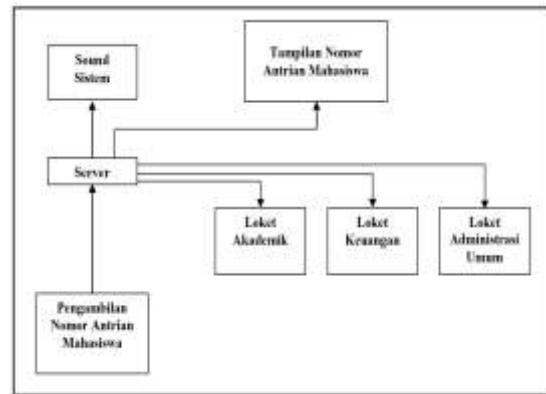 Sound
Sistem
Tampilan Nomor
Antrian Mahasiswa
Server
Loket
Akademik
Loket
Keuangan
Loket
Administrasi
Umum
Pengambilan
Nomor Antrian
Mahasiswa